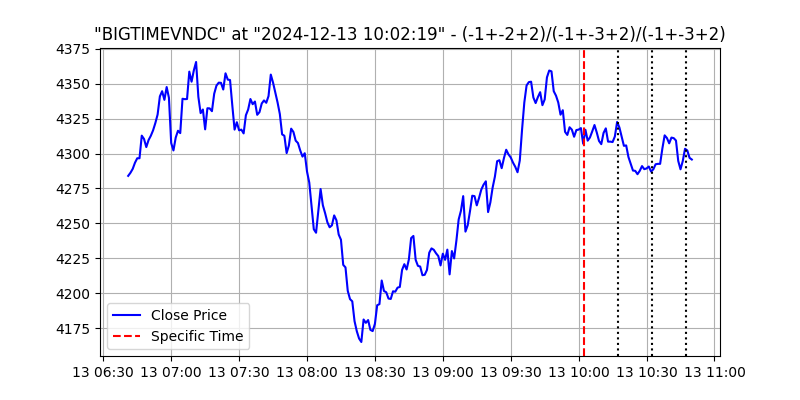 "BIGTIMEVNDC" at "2024-12-13 10:02:19" - (-1+-2+2)/(-1+-3+2)/(-1+-3+2)
4375
4350
4325
4300
4275
4250
4225
4200
4175
Close Price
Specific Time
13 06:30 13 07:00 13 07:30 13 08:00 13 08:30 13 09:00 13 09:30 13 10:00 13 10:30 13 11:00